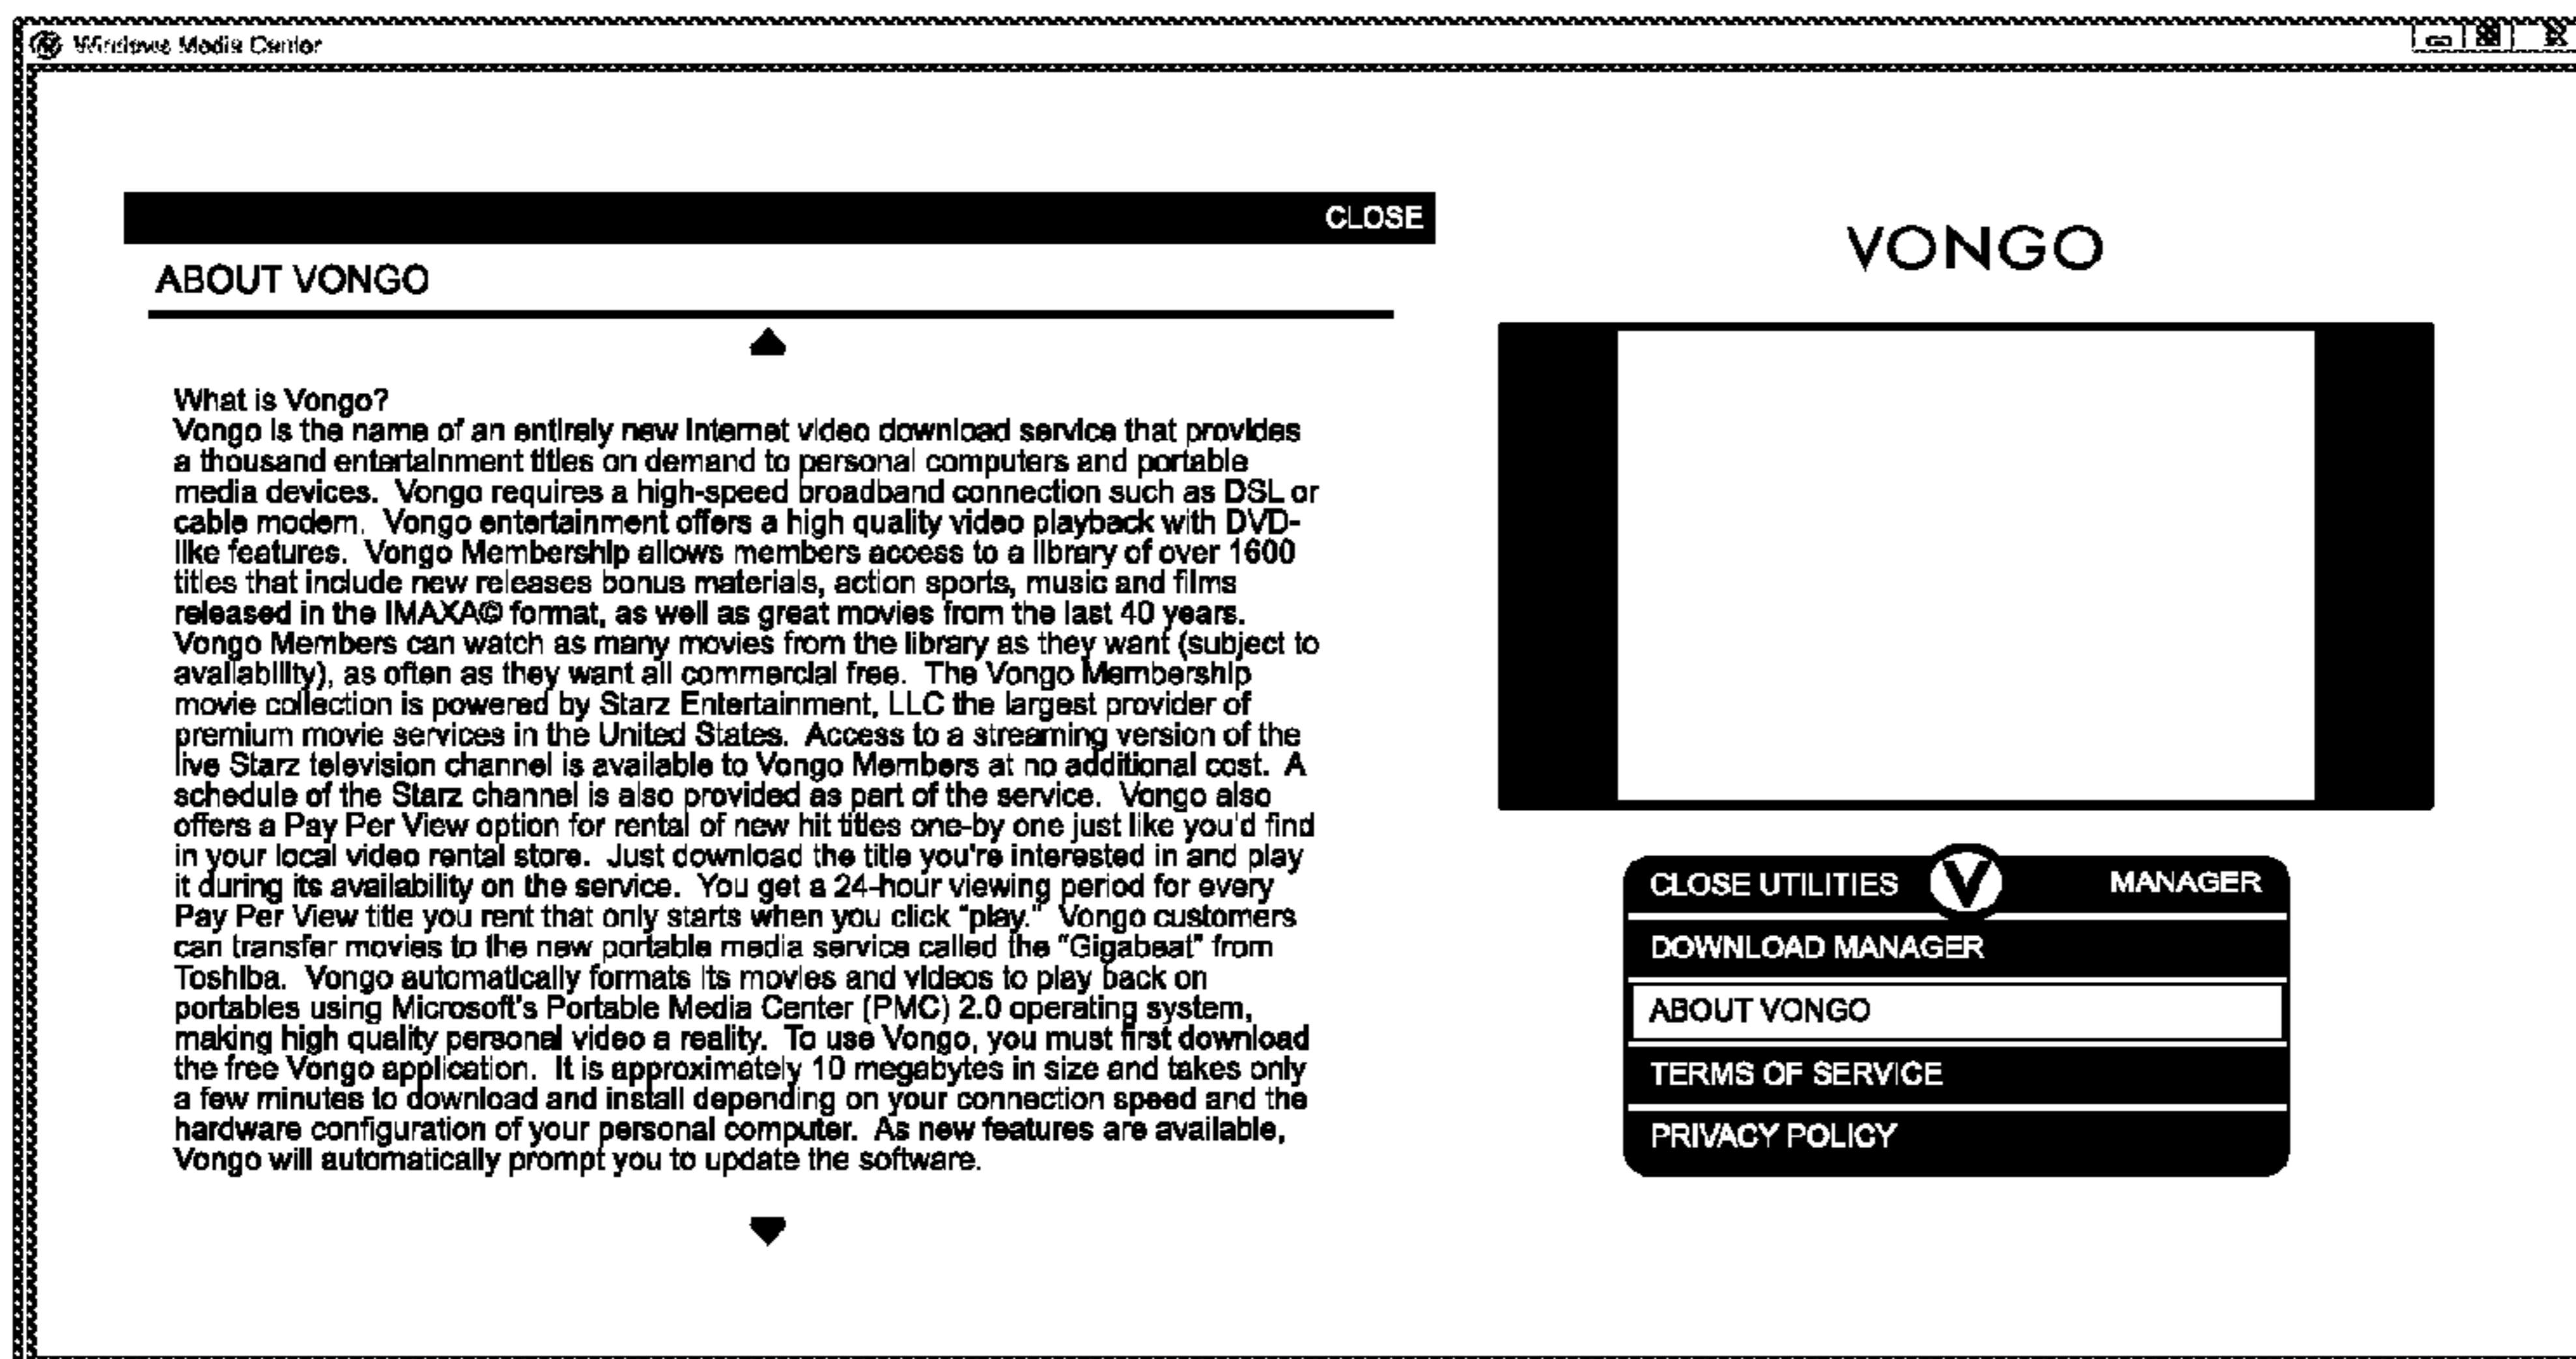 Windows Media Center
CLOSE
ABOUT VONGO
What is Vongo?
Vongo is the name of an entirely new Internet video download service that provides
a thousand entertainment titles on demand to personal computers and portable
media devices.  Vongo requires a high-speed broadband connection such as DSL or
cable modem.  Vongo entertainment offers a high quality video playback with DVD-
like features.  Vongo Membership allows members access to a library of over 1600
titles that include new releases bonus materials, action sports, music and films
released in the IMAXA© format, as well as great movies from the last 40 years.
Vongo Members can watch as many movies from the library as they want (subject to
availability), as often as they want all commercial free.  The Vongo Membership
movie collection is powered by Starz Entertainment, LLC the largest provider of
premium movie services in the United States.  Access to a streaming version of the
live Starz television channel is available to Vongo Members at no additional cost.  A
schedule of the Starz channel is also provided as part of the service.  Vongo also
offers a Pay Per View option for rental of new hit titles one-by one just like you'd find
in your local video rental store.  Just download the title you're interested in and play
it during its availability on the service.  You get a 24-hour viewing period for every
Pay Per View title you rent that only starts when you click "play."  Vongo customers
can transfer movies to the new portable media service called the "Gigabeat" from
Toshiba.  Vongo automatically formats its movies and videos to play back on
portables using Microsoft's Portable Media Center (PMC) 2.0 operating system,
making high quality personal video a reality.  To use Vongo, you must first download
the free Vongo application.  It is approximately 10 megabytes in size and takes only
a few minutes to download and install depending on your connection speed and the
hardware configuration of your personal computer.  As new features are available,
Vongo will automatically prompt you to update the software.
VONGO
CLOSE UTILITIES V MANAGER
DOWNLOAD MANAGER
ABOUT VONGO
TERMS OF SERVICE
PRIVACY POLICY